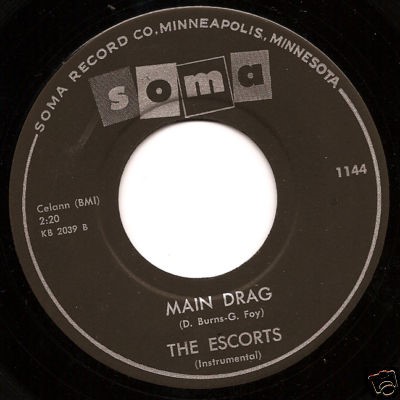 SOMA RECORD CO, MINNEAPOLIS, MINNESOTA
soma
1144
Celann (BMI)
2:20
KB 2039 B
MAIN DRAG
(D. Burns-G. Foy)
THE ESCORTS
(Instrumental)